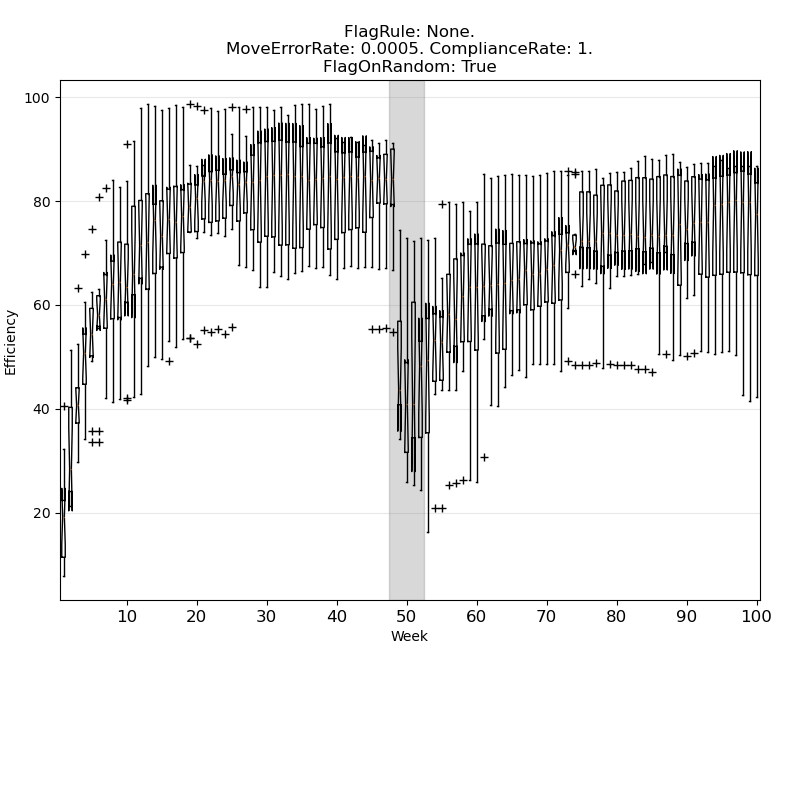 FlagRule: None.
MoveErrorRate: 0.0005. ComplianceRate: 1.
FlagOnRandom: True
100
80
60
40
20
Efficiency
10 20 30 40 50 60 70 80 90 100
Week